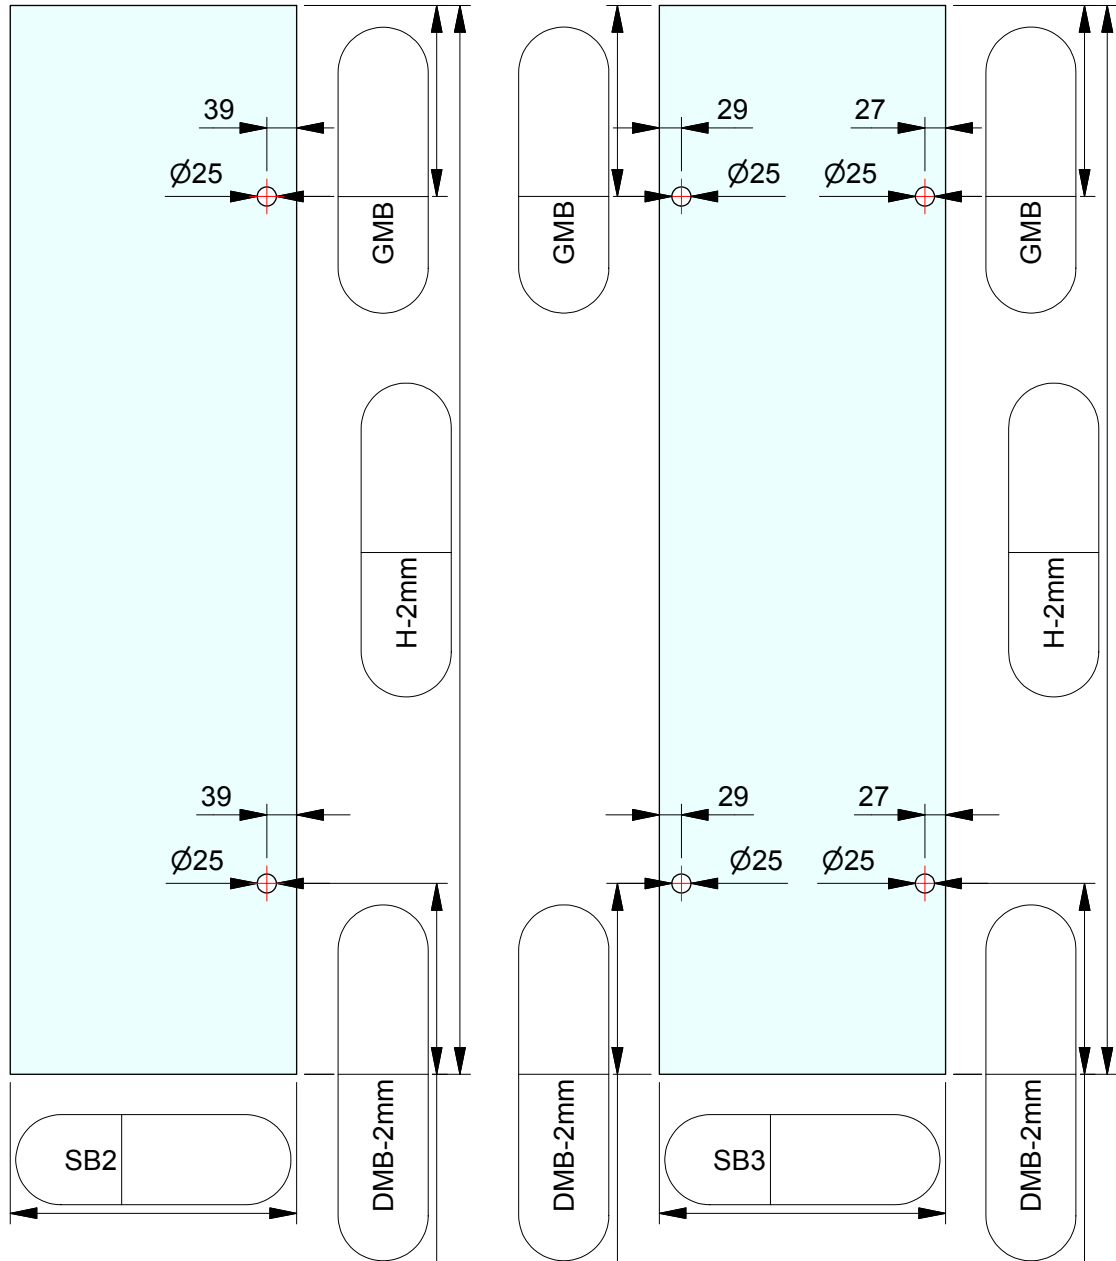 39 29 27
Ø25 Ø25 Ø25
GMB GMB GMB
H-2mm H-2mm
39 29 27
Ø25 Ø25 Ø25
DMB-2mm DMB-2mm DMB-2mm
SB2 SB3